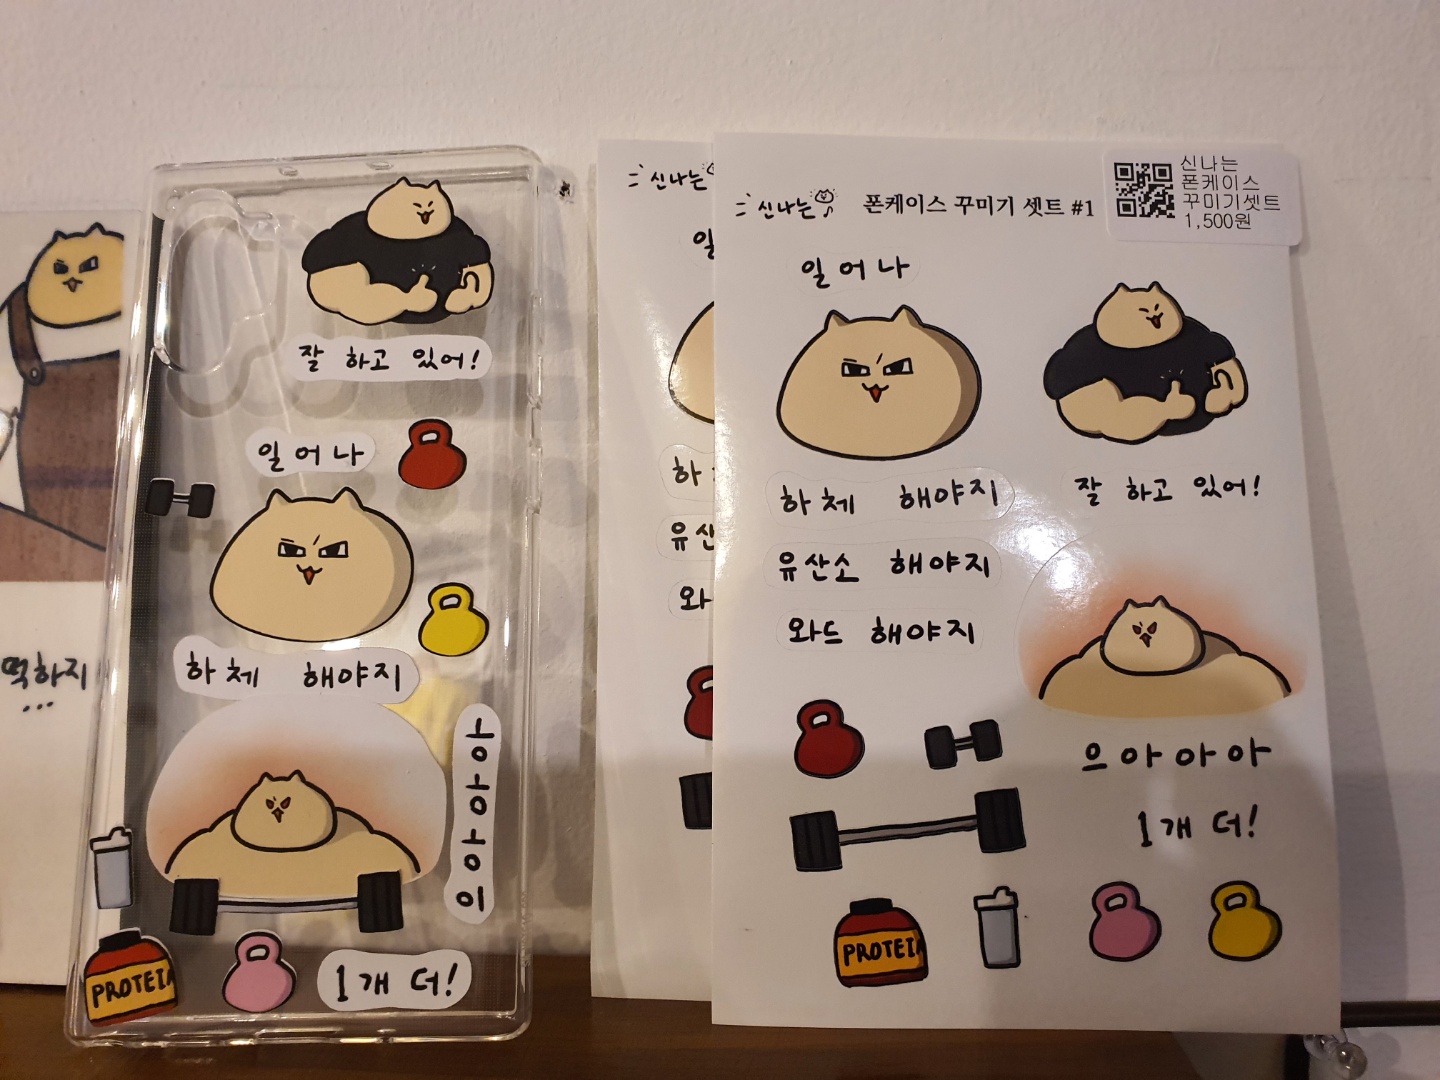 잘 하고 있어!
일어나
하체 해야지
으아아아
PROTEIN
1개 더!
떡하지
...
신나는
일
하
유산
와
신나는 폰케이스 꾸미기 셋트 #1
신나는
폰케이스
꾸미기셋트
1,500원
일어나
하체 해야지
잘 하고 있어!
유산소 해야지
와드 해야지
으아아아
1개 더!
PROTEIN